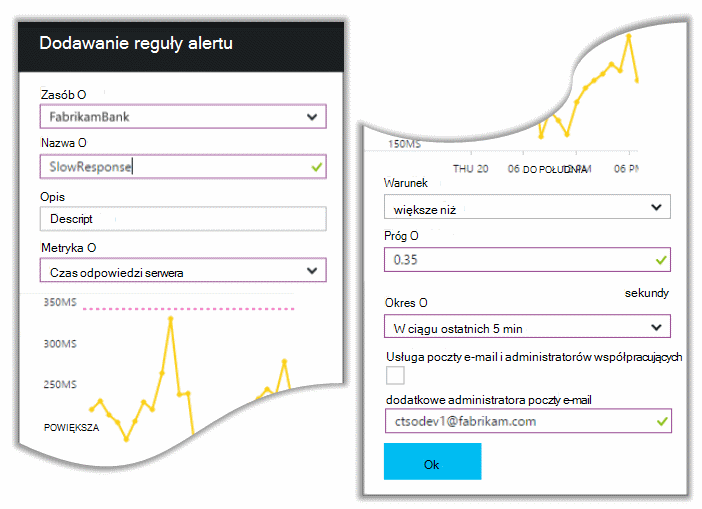 Dodawanie reguły alertu
Zasób O
FabrikamBank
Nazwa O
SlowResponse
Opis
Descript
Metryka O
Czas odpowiedzi serwera
350MS
300MS
250MS
POWIĘKSZA
150MS
THU 20 06 DO POŁUDNIA PM 06 PM
Warunek
większe niż
Próg O
0.35
sekundy
Okres O
W ciągu ostatnich 5 min
Usługa poczty e-mail i administratorów współpracujących
dodatkowe administratora poczty e-mail
ctsodev1@fabrikam.com
Ok